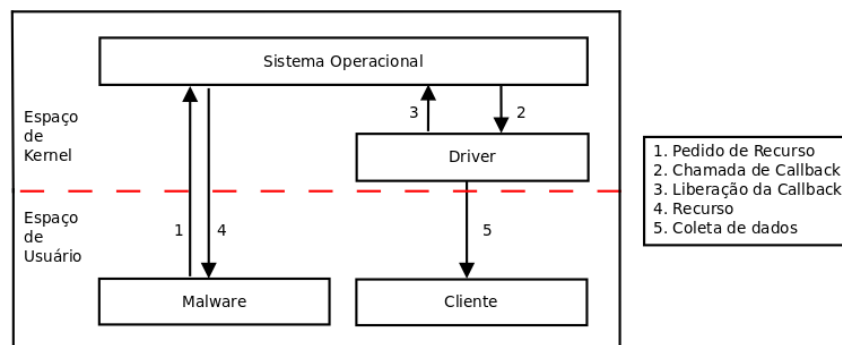 Sistema Operacional
Espaço
de
Kernel
3
2
Driver
1. Pedido de Recurso
2. Chamada de Callback
3. Liberação da Callback
4. Recurso
5. Coleta de dados
Espaço
de
Usuário
1
4
5
Malware
Cliente